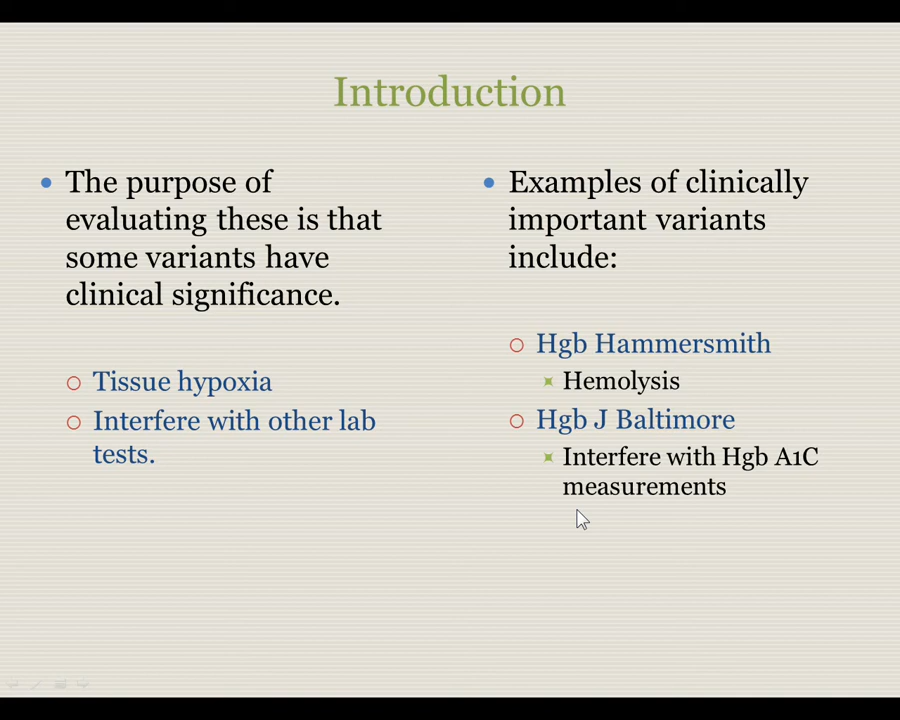 Introduction
The purpose of
evaluating these is that
some variants have
clinical significance.
Tissue hypoxia
Interfere with other lab
tests.
Examples of clinically
important variants
include:
Hgb Hammersmith
Hemolysis
Hgb J Baltimore
Interfere with Hgb A1C
measurements